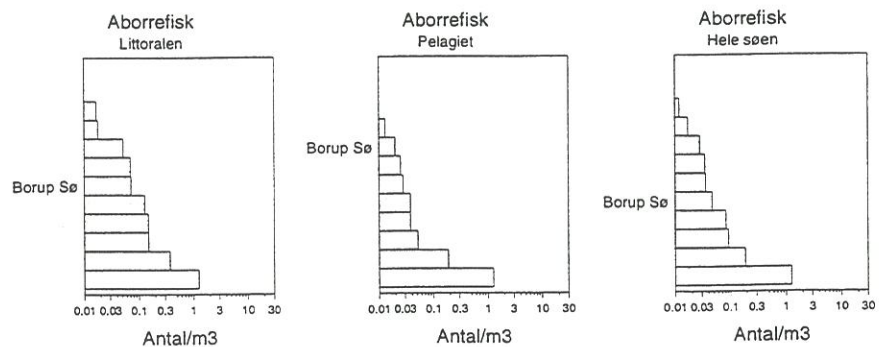 Aborrefisk
Littoralen
Borup Sø
0.01 0.03 0.1 0.3 1 3 10 30
Antal/m3
Aborrefisk
Pelagiet
Borup Sø
0.01 0.03 0.1 0.3 1 3 10 30
Antal/m3
Aborrefisk
Hele søen
Borup Sø
0.01 0.03 0.1 0.3 1 3 10 30
Antal/m3